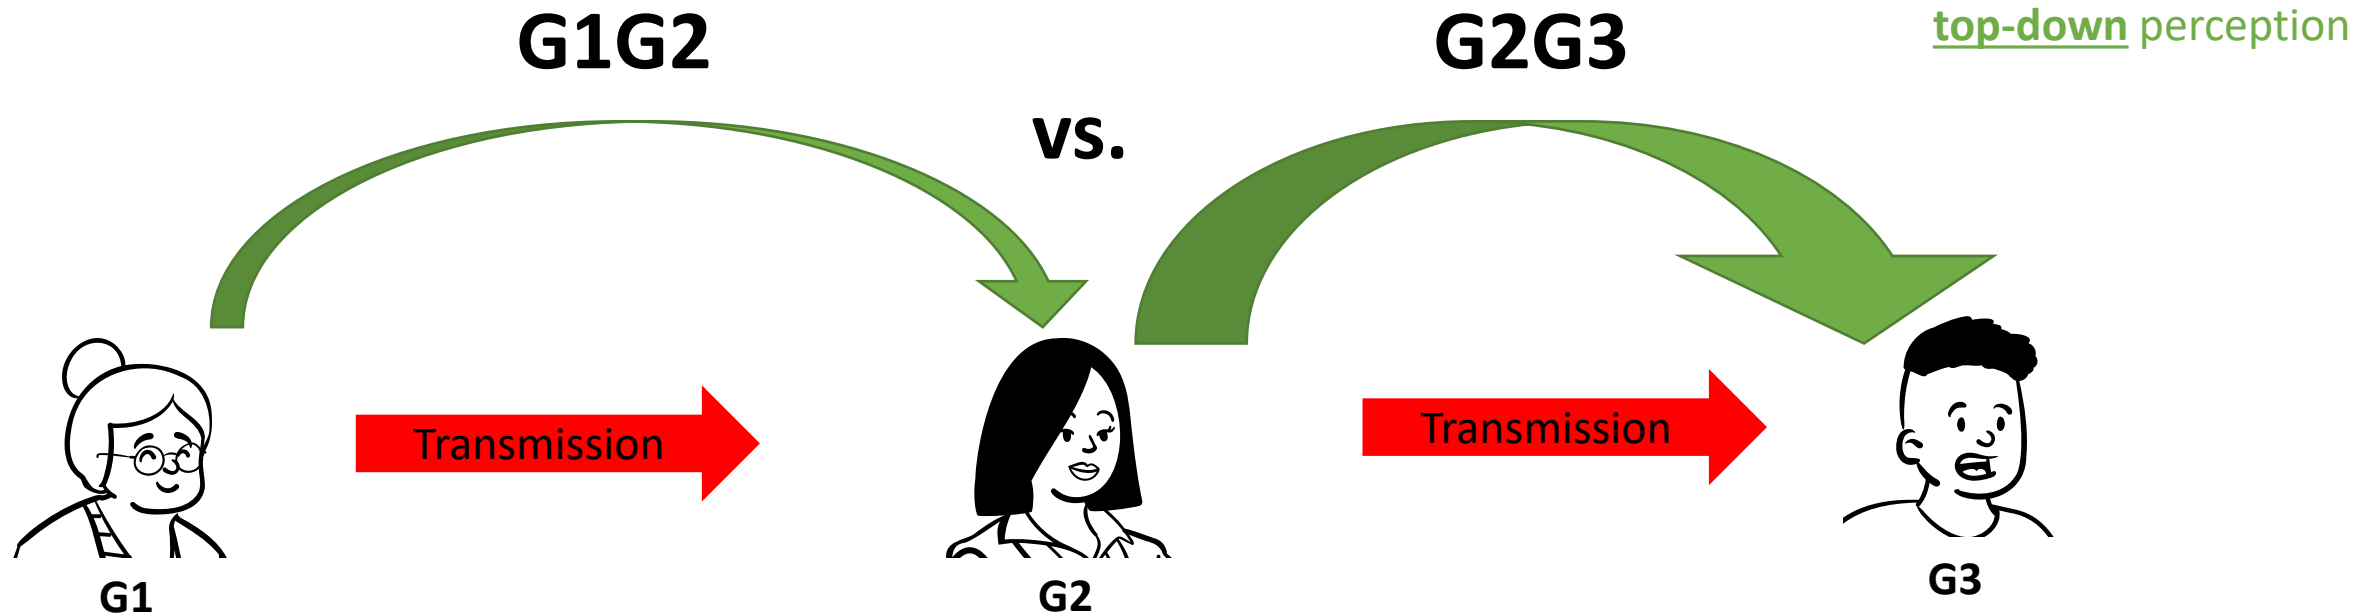 G1G2
vs.
G2G3
top-down perception
Transmission
Transmission
G1
G2
G3